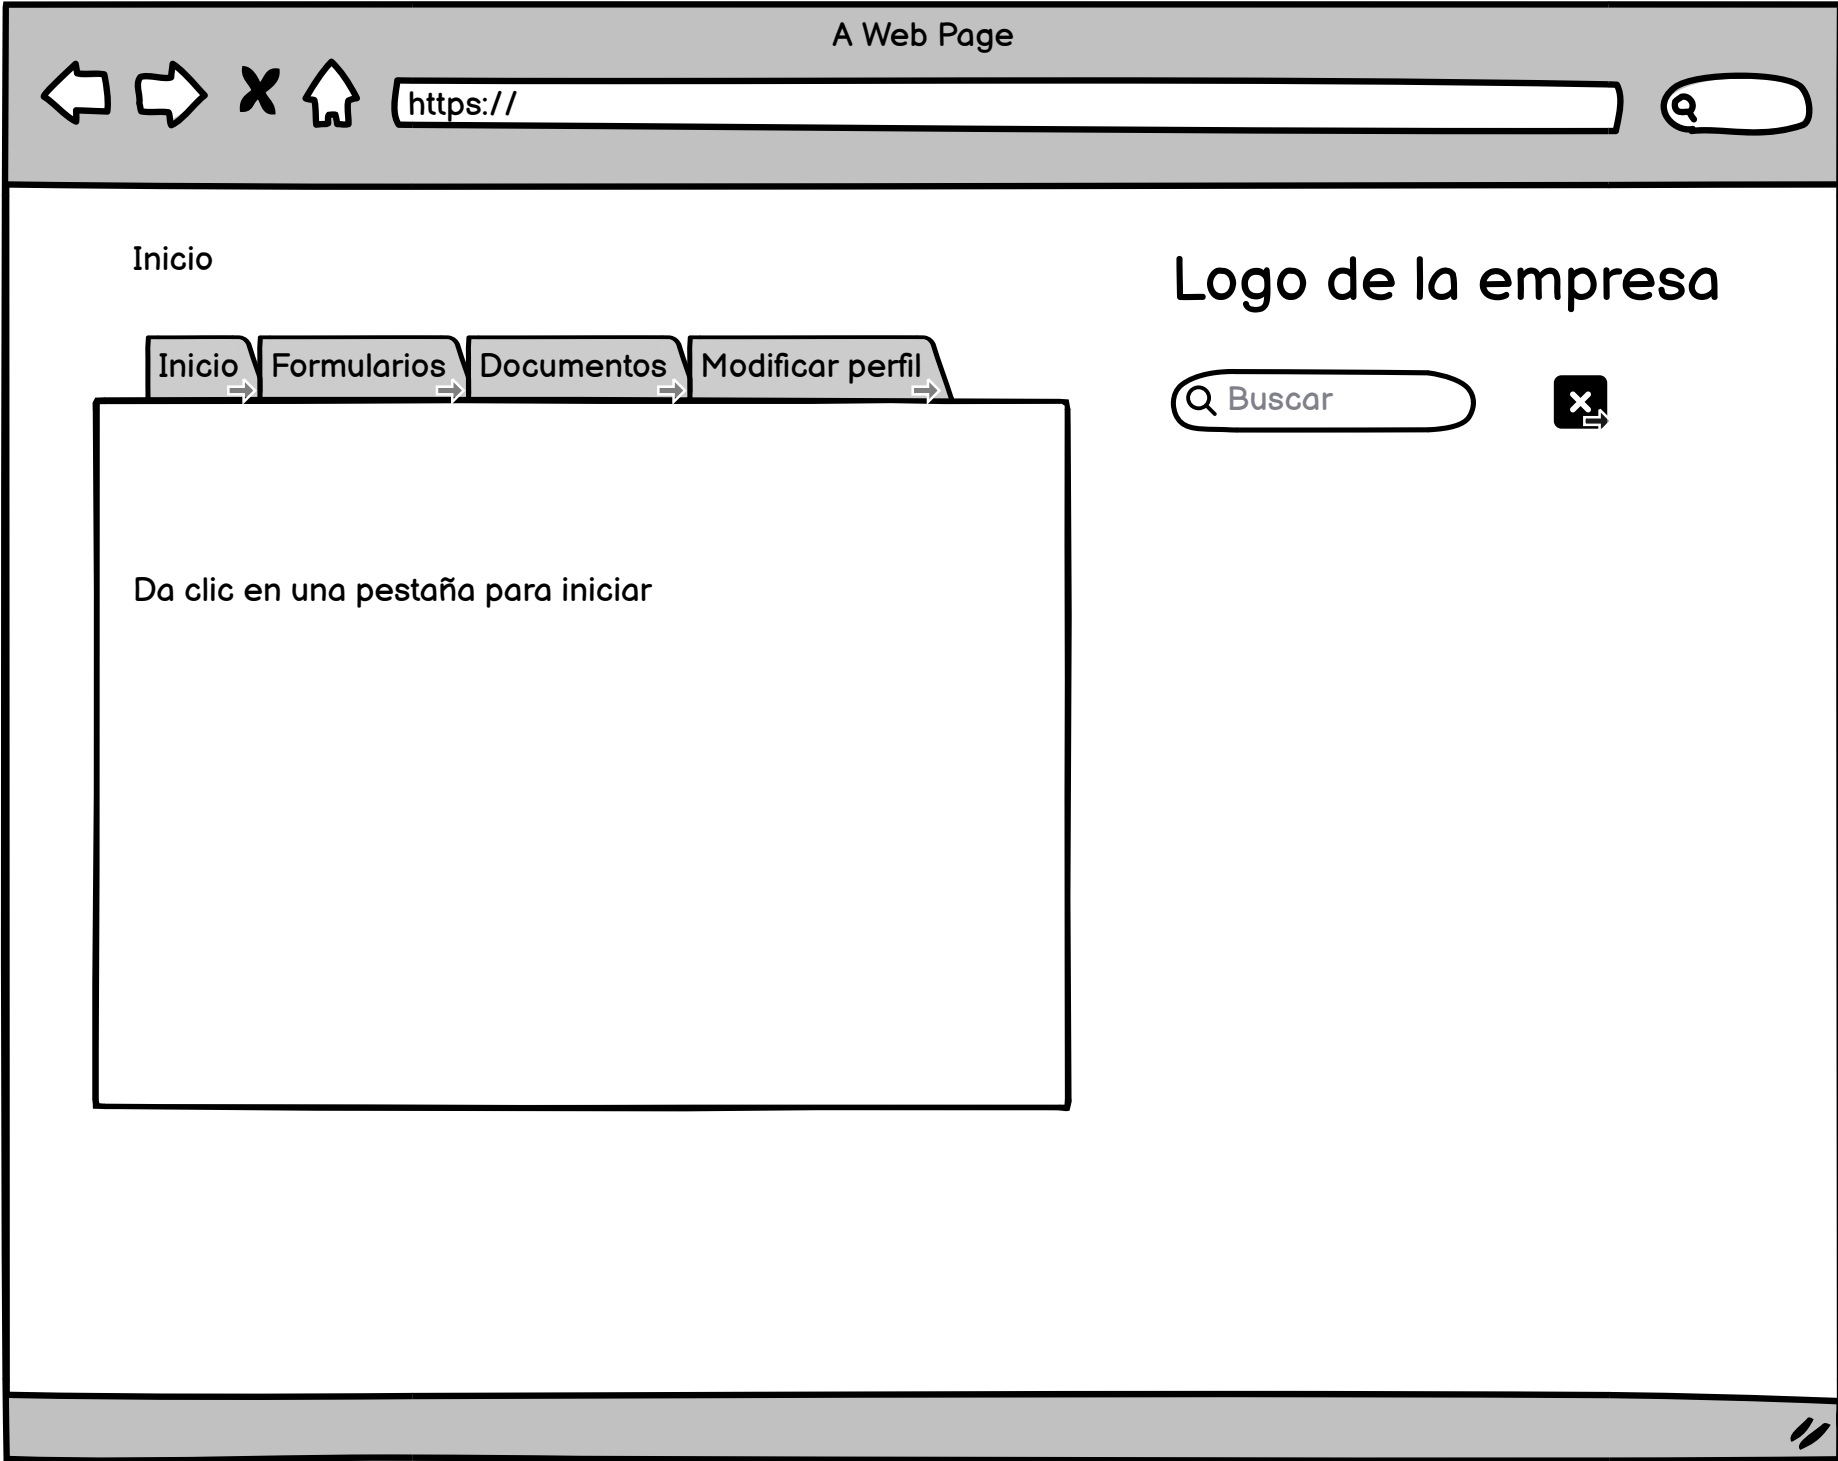 A Web Page
https://
Inicio
Logo de la empresa
Inicio
Formularios
Documentos
Modificar perfil
Buscar
Da clic en una pestaña para iniciar